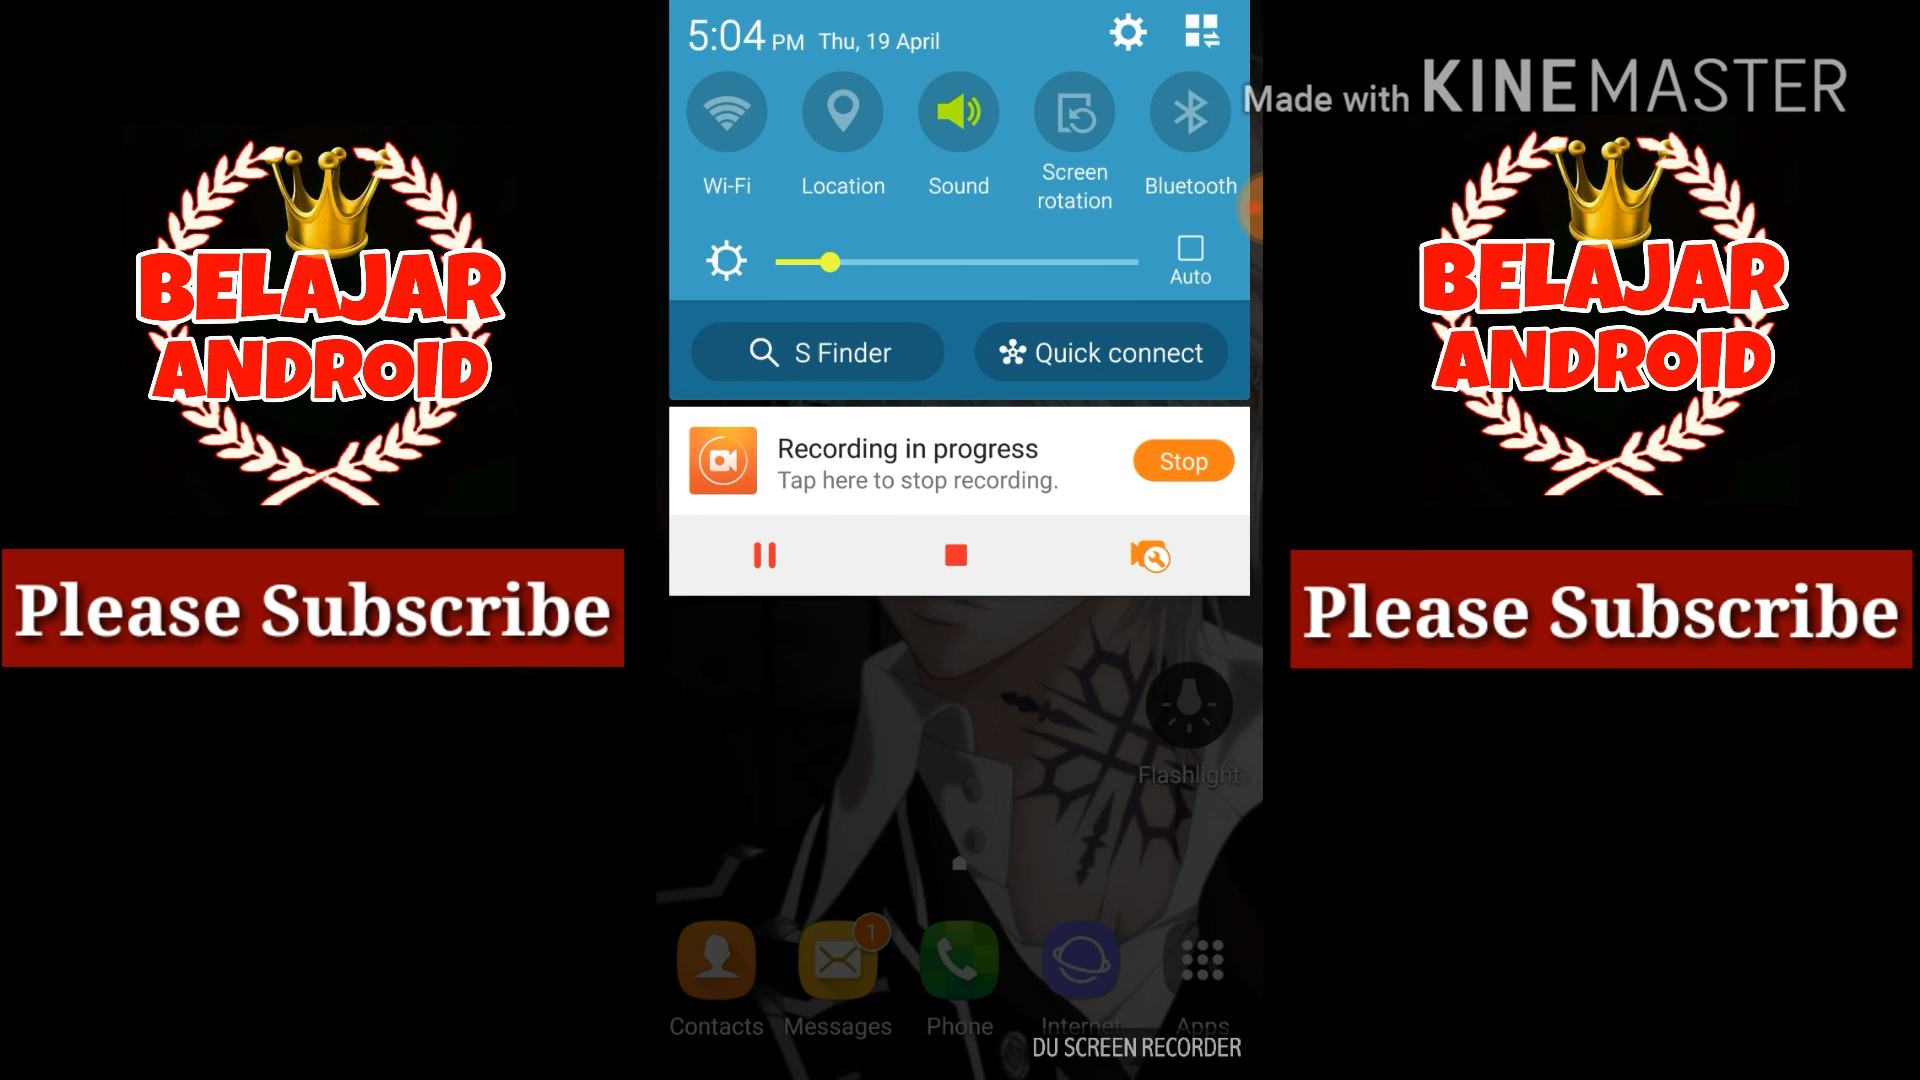 5:04 PM Thu, 19 April
Made with KINEMASTER
Wi-Fi
Location
Sound
Screen rotation
Bluetooth
Auto
S Finder
Quick connect
BELAJAR
ANDROID
BELAJAR
ANDROID
Recording in progress
Tap here to stop recording.
Stop
Please Subscribe
Please Subscribe
Flashlight
1
Contacts
Messages
Phone
Internet
Apps
DU SCREEN RECORDER